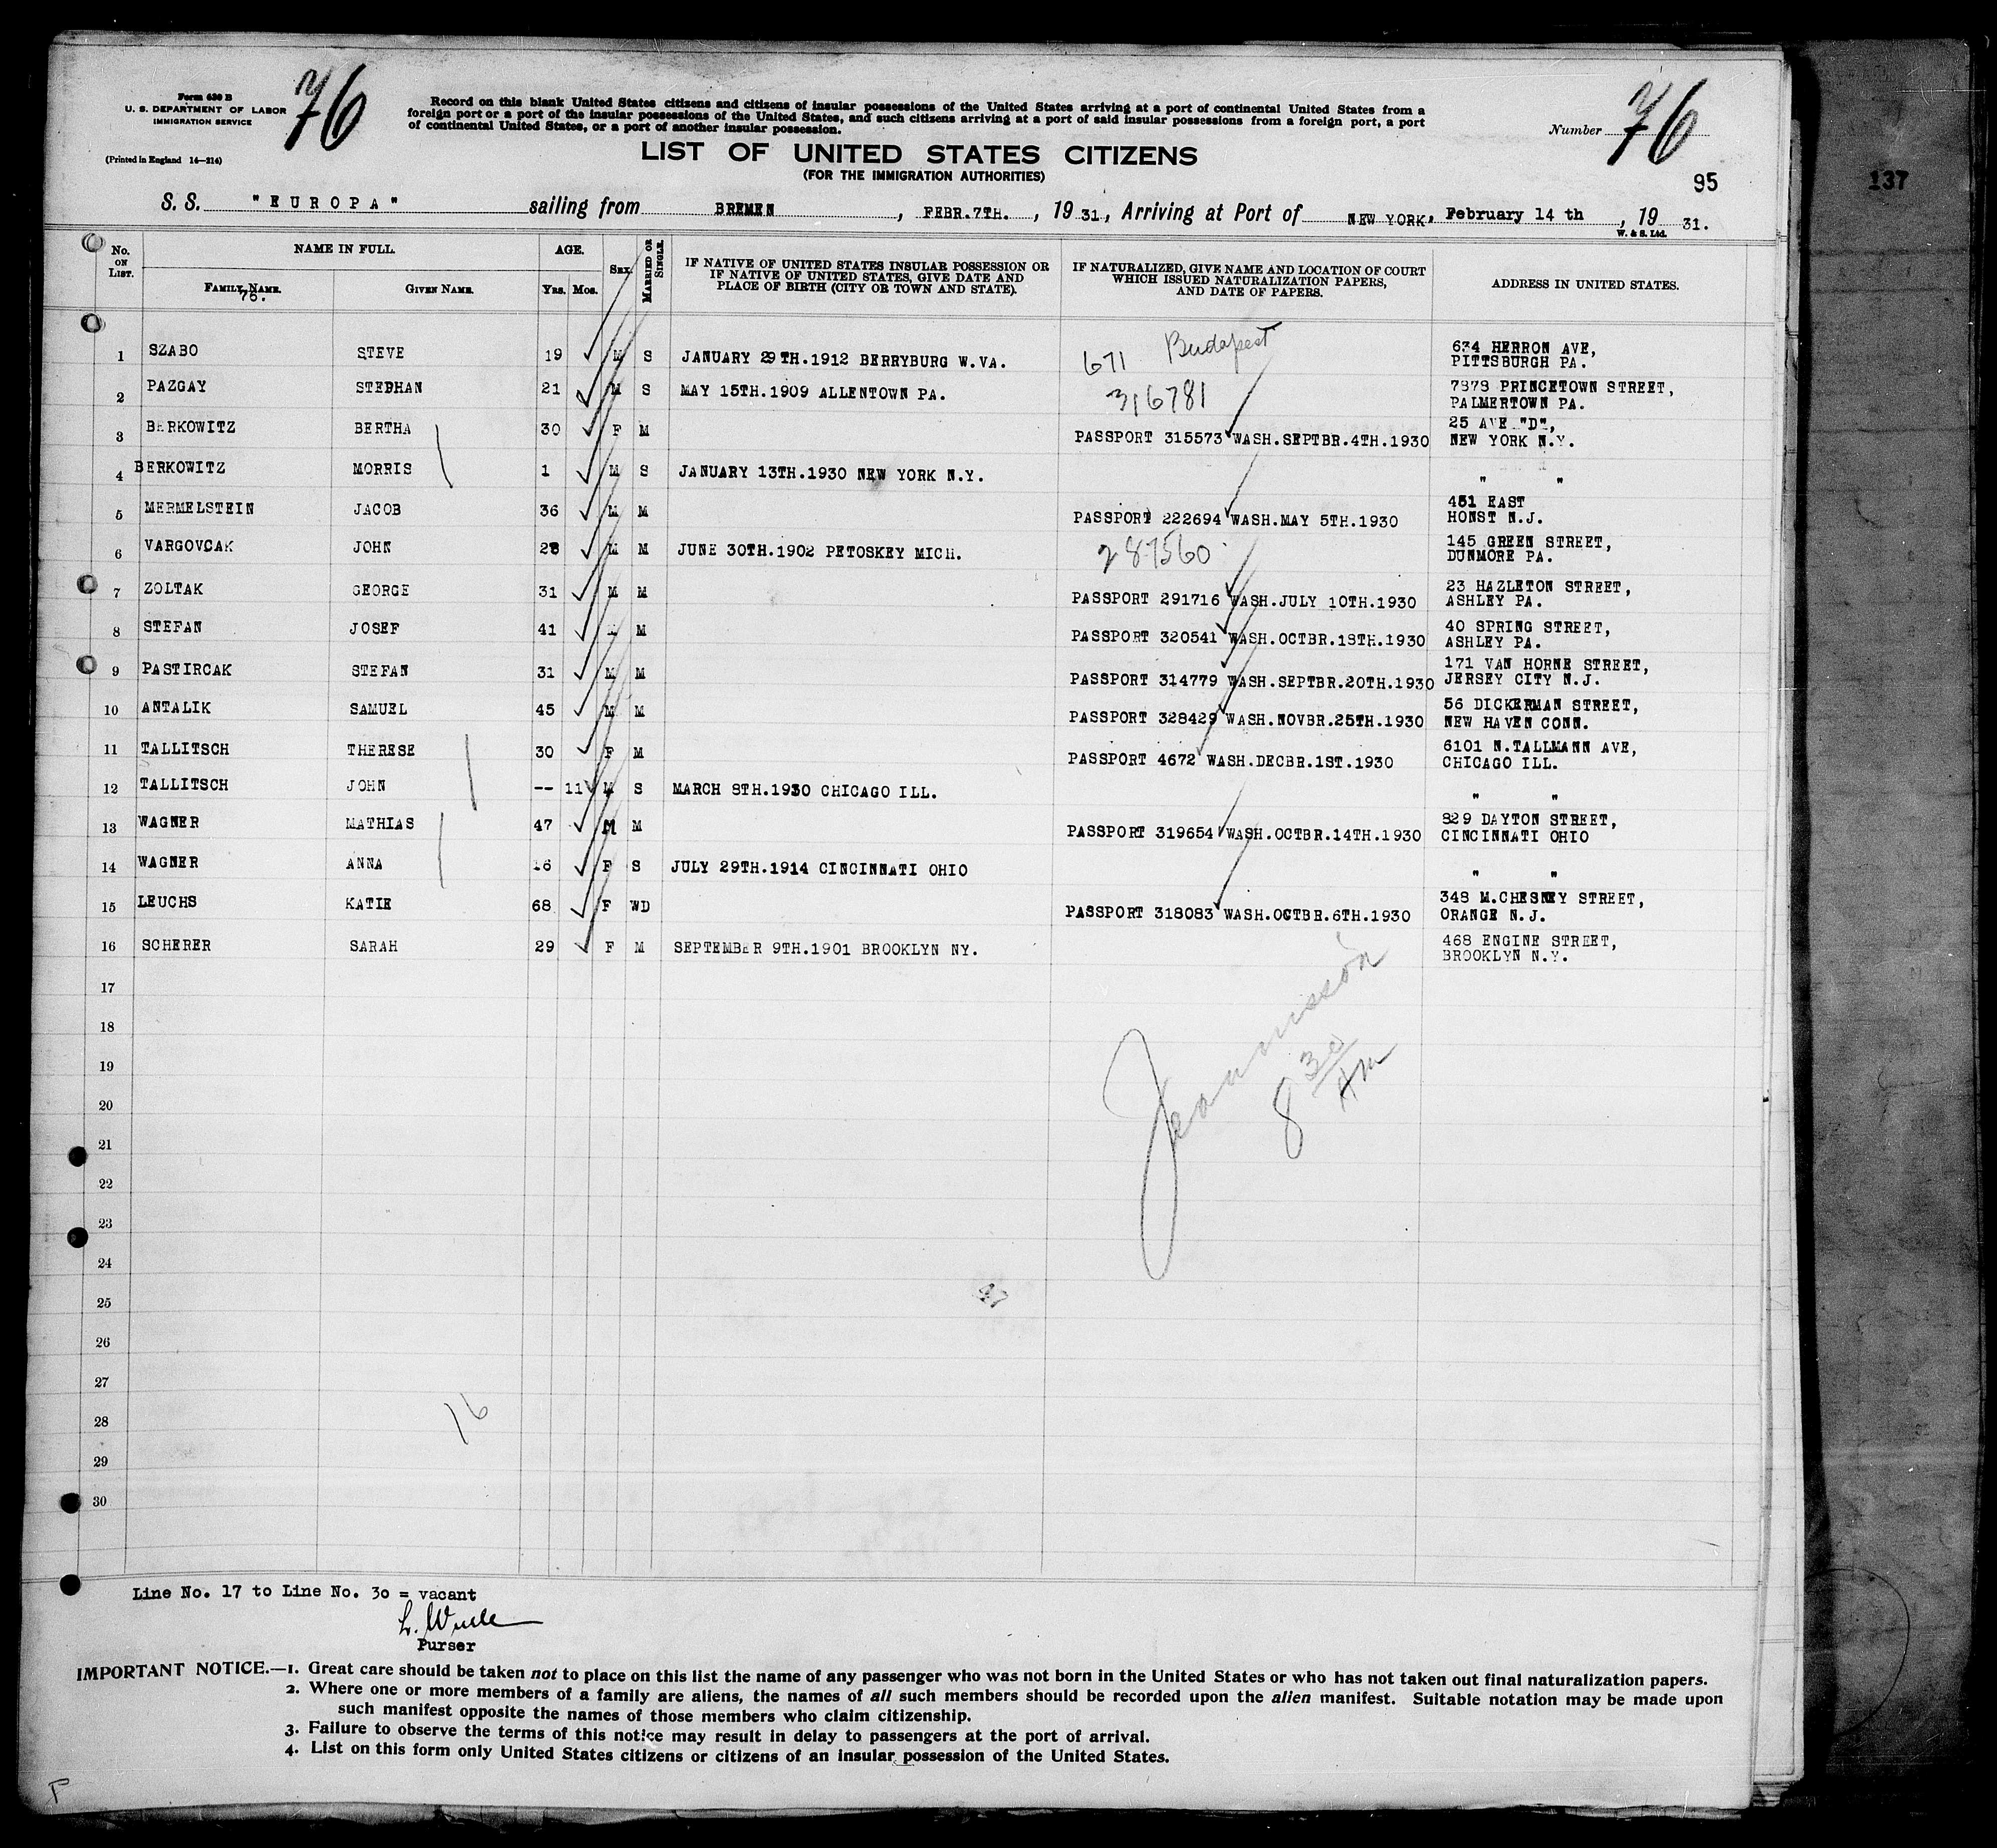 Form 630 B
U. S. DEPARTMENT OF LABOR
IMMIGRATION SERVICE
(Printed in England 14—214)
76
Record on this blank United States citizens and citizens of insular possessions of the United States arriving at a port of continental United States from a
foreign port or a port of the insular possessions of the United States, and such citizens arriving at a port of said insular possessions from a foreign port, a port
of continental United States, or a port of another insular possession.
Number 76
LIST OF UNITED STATES CITIZENS
(FOR THE IMMIGRATION AUTHORITIES)
95
137
S. S. "EUROPA" sailing from BREMEN, FEBR.7TH., 19 31, Arriving at Port of NEW YORK, February 14 th, 19 31.
W. & S. Ltd.
No. ON LIST.
NAME IN FULL.
FAMILY NAME. GIVEN NAME.
76.
AGE.
Yrs. Mos.
SEX.
MARRIED OR SINGLE.
IF NATIVE OF UNITED STATES INSULAR POSSESSION OR
IF NATIVE OF UNITED STATES, GIVE DATE AND
PLACE OF BIRTH (CITY OR TOWN AND STATE).
IF NATURALIZED, GIVE NAME AND LOCATION OF COURT
WHICH ISSUED NATURALIZATION PAPERS,
AND DATE OF PAPERS.
ADDRESS IN UNITED STATES.
1 SZABO STEVE 19 M S JANUARY 29TH.1912 BERRYBURG W.VA. 671 Budapest 634 HERRON AVE,
PITTSBURGH PA.
2 PAZGAY STEPHAN 21 M S MAY 15TH.1909 ALLENTOWN PA. 316781 7878 PRINCETOWN STREET,
PALMERTOWN PA.
3 BERKOWITZ BERTHA 30 F M PASSPORT 315573 WASH.SEPTBR.4TH.1930 25 AVE "D",
NEW YORK N.Y.
4 BERKOWITZ MORRIS 1 M S JANUARY 13TH.1930 NEW YORK N.Y. " "
5 MERMELSTEIN JACOB 36 M M PASSPORT 222694 WASH.MAY 5TH.1930 451 EAST
HONST N.J.
6 VARGOVCAK JOHN 28 M M JUNE 30TH.1902 PETOSKEY MICH. 287560 145 GREEN STREET,
DUNMORE PA.
7 ZOLTAK GEORGE 31 M M PASSPORT 291716 WASH.JULY 10TH.1930 23 HAZLETON STREET,
ASHLEY PA.
8 STEFAN JOSEF 41 M M PASSPORT 320541 WASH.OCTBR.18TH.1930 40 SPRING STREET,
ASHLEY PA.
9 PASTIRCAK STEFAN 31 M M PASSPORT 314779 WASH.SEPTBR.20TH.1930 171 VAN HORNE STREET,
JERSEY CITY N.J.
10 ANTALIK SAMUEL 45 M M PASSPORT 328429 WASH.NOVBR.25TH.1930 56 DICKERMAN STREET,
NEW HAVEN CONN.
11 TALLITSCH THERESE 30 F M PASSPORT 4672 WASH.DECBR.1ST.1930 6101 N.TALLMANN AVE,
CHICAGO ILL.
12 TALLITSCH JOHN -- 11 M S MARCH 8TH.1930 CHICAGO ILL. " "
13 WAGNER MATHIAS 47 M M PASSPORT 319654 WASH.OCTBR.14TH.1930 829 DAYTON STREET,
CINCINNATI OHIO
14 WAGNER ANNA 16 F S JULY 29TH.1914 CINCINNATI OHIO " "
15 LEUCHS KATIE 68 F WD PASSPORT 318083 WASH.OCTBR.6TH.1930 348 M.CHESNEY STREET,
ORANGE N.J.
16 SCHERER SARAH 29 F M SEPTEMBER 9TH.1901 BROOKLYN NY. 468 ENGINE STREET,
BROOKLYN N.Y.
17
18
19
20
21
22
23
24
25
26
27
28
29
30
8 30 AM
16
Line No. 17 to Line No. 30 = vacant
Purser
IMPORTANT NOTICE.—1. Great care should be taken not to place on this list the name of any passenger who was not born in the United States or who has not taken out final naturalization papers.
2. Where one or more members of a family are aliens, the names of all such members should be recorded upon the alien manifest. Suitable notation may be made upon
such manifest opposite the names of those members who claim citizenship.
3. Failure to observe the terms of this notice may result in delay to passengers at the port of arrival.
4. List on this form only United States citizens or citizens of an insular possession of the United States.